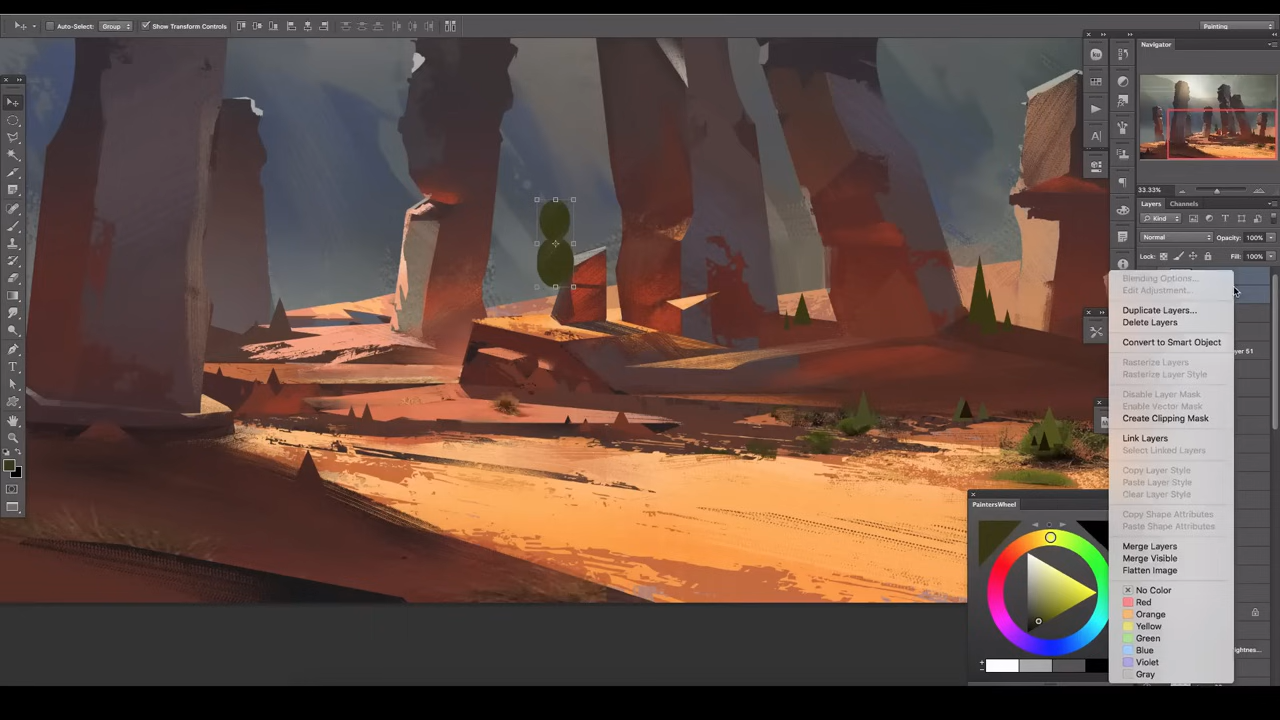 Auto-Select:
Group
Show Transform Controls
Painting
Navigator
33.33%
Layers
Channels
Kind
Normal
Opacity: 100%
Lock:
Fill: 100%
Blending Options...
Edit Adjustment...
Duplicate Layers...
Delete Layers
Convert to Smart Object
yer 51
Rasterize Layers
Rasterize Layer Style
Disable Layer Mask
Enable Vector Mask
Create Clipping Mask
Link Layers
Select Linked Layers
Copy Layer Style
Paste Layer Style
Clear Layer Style
PaintersWheel
Copy Shape Attributes
Paste Shape Attributes
Merge Layers
Merge Visible
Flatten Image
No Color
Red
Orange
Yellow
Green
Blue
ightnes...
Violet
Gray